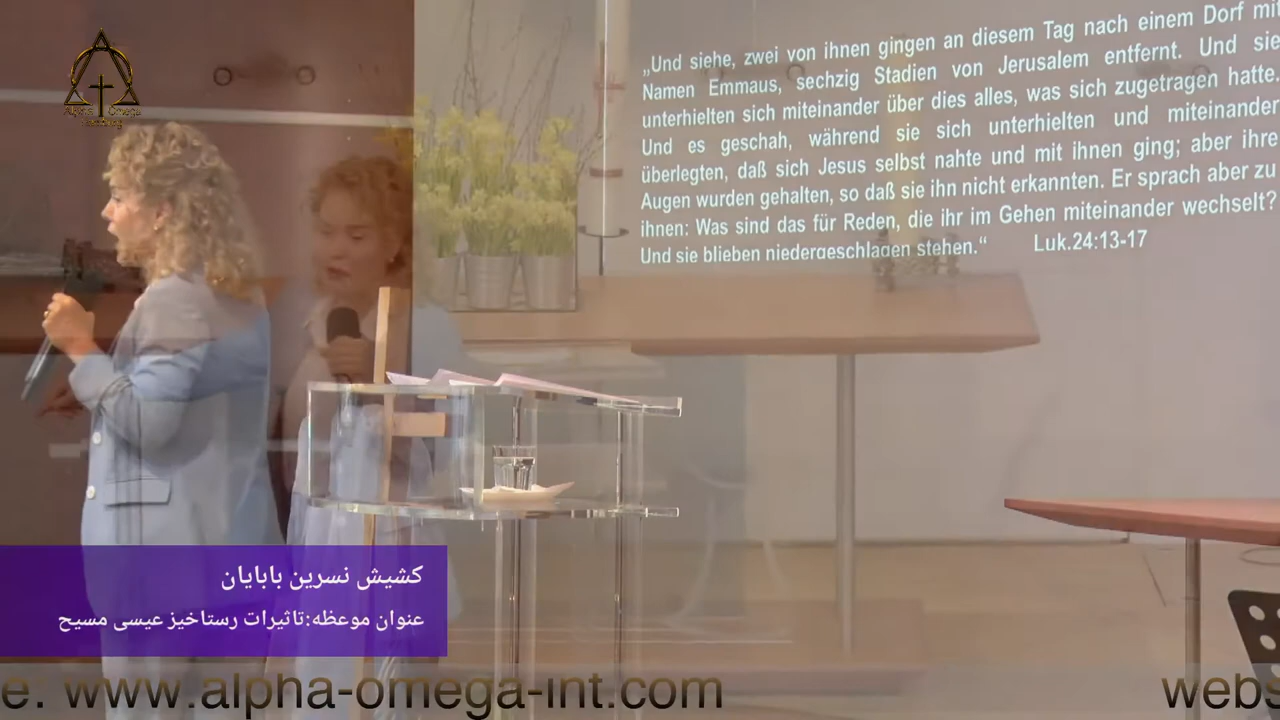 Alpha Omega
„Und siehe, zwei von ihnen gingen an diesem Tag nach einem Dorf mit
Namen Emmaus, sechzig Stadien von Jerusalem entfernt. Und sie
unterhielten sich miteinander über dies alles, was sich zugetragen hatte.
Und es geschah, während sie sich unterhielten und miteinander
überlegten, daß sich Jesus selbst nahte und mit ihnen ging; aber ihre
Augen wurden gehalten, so daß sie ihn nicht erkannten. Er sprach aber zu
ihnen: Was sind das für Reden, die ihr im Gehen miteinander wechselt?
Und sie blieben niedergeschlagen stehen.“ Luk.24:13-17
کشیش نسرین بابایان
عنوان موعظه:تاثیرات رستاخیز عیسی مسیح
e: www.alpha-omega-int.com webs